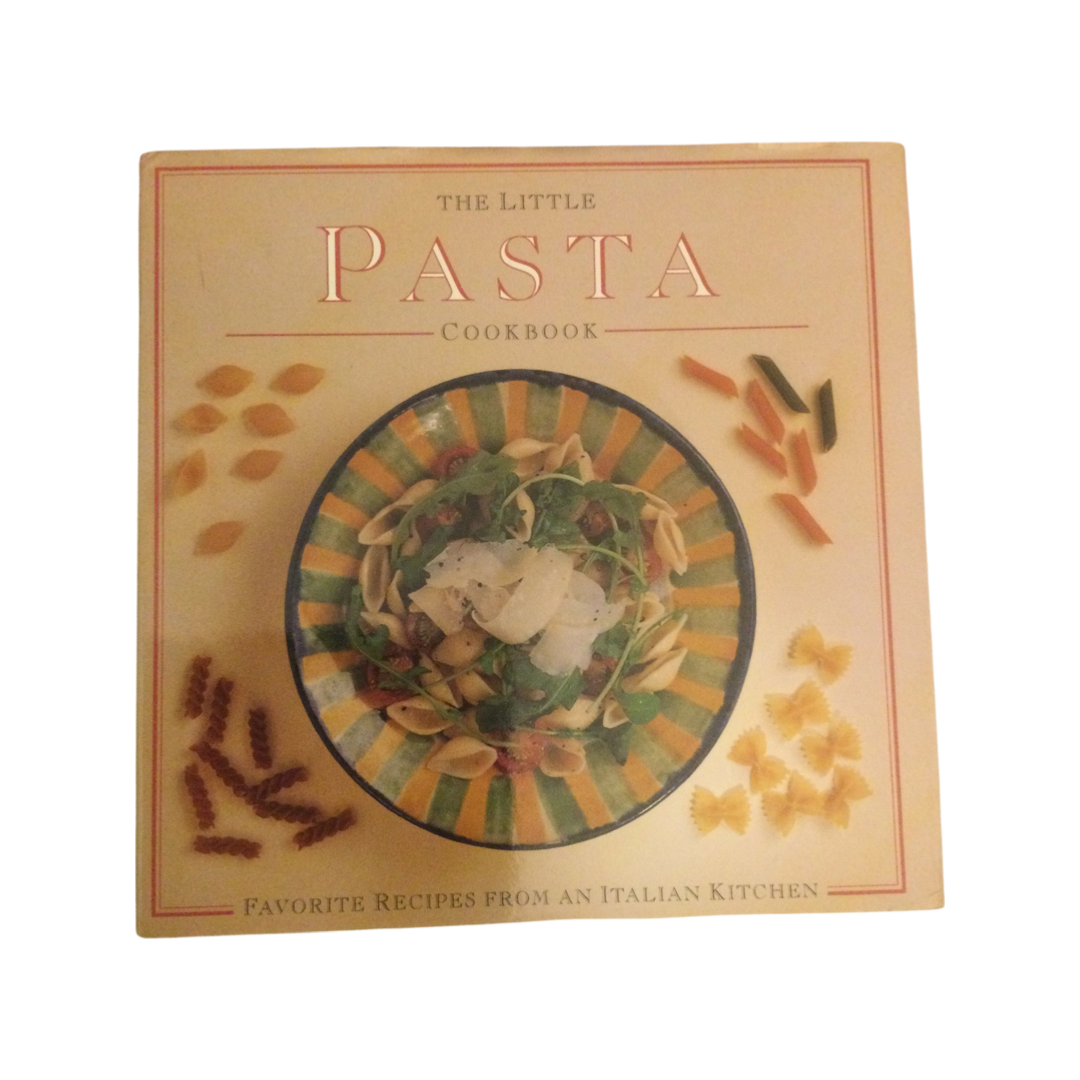 THE LITTLE
PASTA
COOKBOOK
FAVORITE RECIPES FROM AN ITALIAN KITCHEN